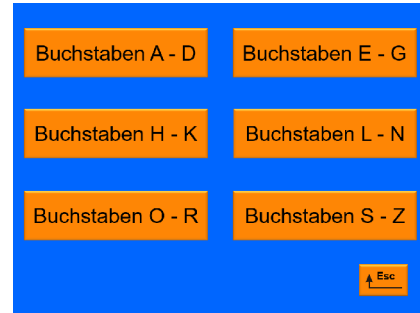 Buchstaben A - D
Buchstaben E - G
Buchstaben H - K
Buchstaben L - N
Buchstaben O - R
Buchstaben S - Z
Esc